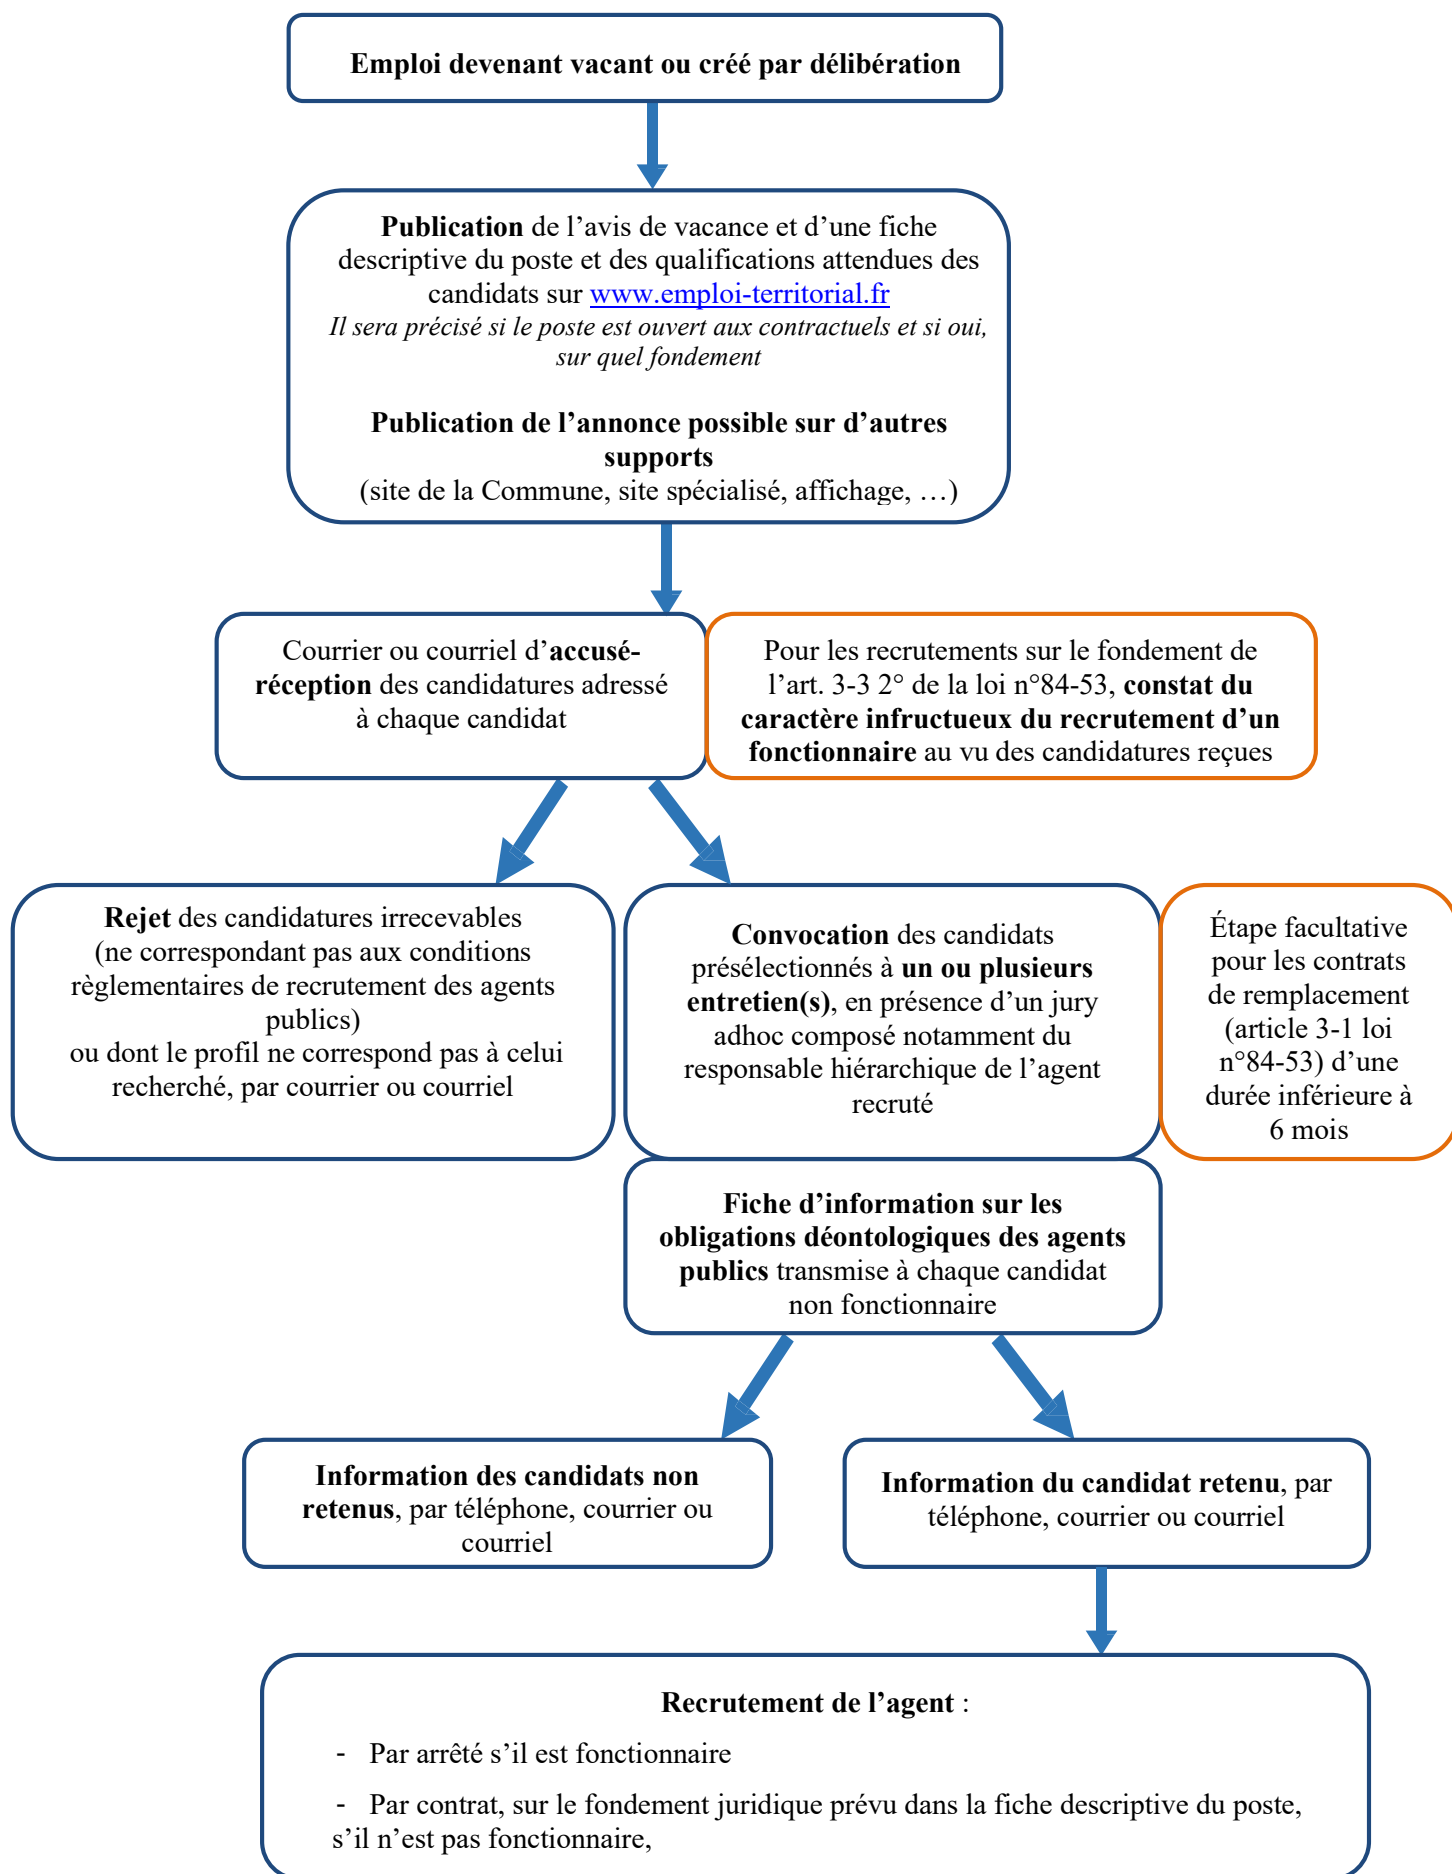 Emploi devenant vacant ou créé par délibération
Publication de l’avis de vacance et d’une fiche
descriptive du poste et des qualifications attendues des
candidats sur www.emploi-territorial.fr
Il sera précisé si le poste est ouvert aux contractuels et si oui,
sur quel fondement
Publication de l’annonce possible sur d’autres
supports
(site de la Commune, site spécialisé, affichage, …)
Courrier ou courriel d’accusé-
réception des candidatures adressé
à chaque candidat
Pour les recrutements sur le fondement de
l’art. 3-3 2° de la loi n°84-53, constat du
caractère infructueux du recrutement d’un
fonctionnaire au vu des candidatures reçues
Rejet des candidatures irrecevables
(ne correspondant pas aux conditions
règlementaires de recrutement des agents
publics)
ou dont le profil ne correspond pas à celui
recherché, par courrier ou courriel
Convocation des candidats
présélectionnés à un ou plusieurs
entretien(s), en présence d’un jury
adhoc composé notamment du
responsable hiérarchique de l’agent
recruté
Étape facultative
pour les contrats
de remplacement
(article 3-1 loi
n°84-53) d’une
durée inférieure à
6 mois
Fiche d’information sur les
obligations déontologiques des agents
publics transmise à chaque candidat
non fonctionnaire
Information des candidats non
retenus, par téléphone, courrier ou
courriel
Information du candidat retenu, par
téléphone, courrier ou courriel
Recrutement de l’agent :
- Par arrêté s’il est fonctionnaire
- Par contrat, sur le fondement juridique prévu dans la fiche descriptive du poste,
s’il n’est pas fonctionnaire,